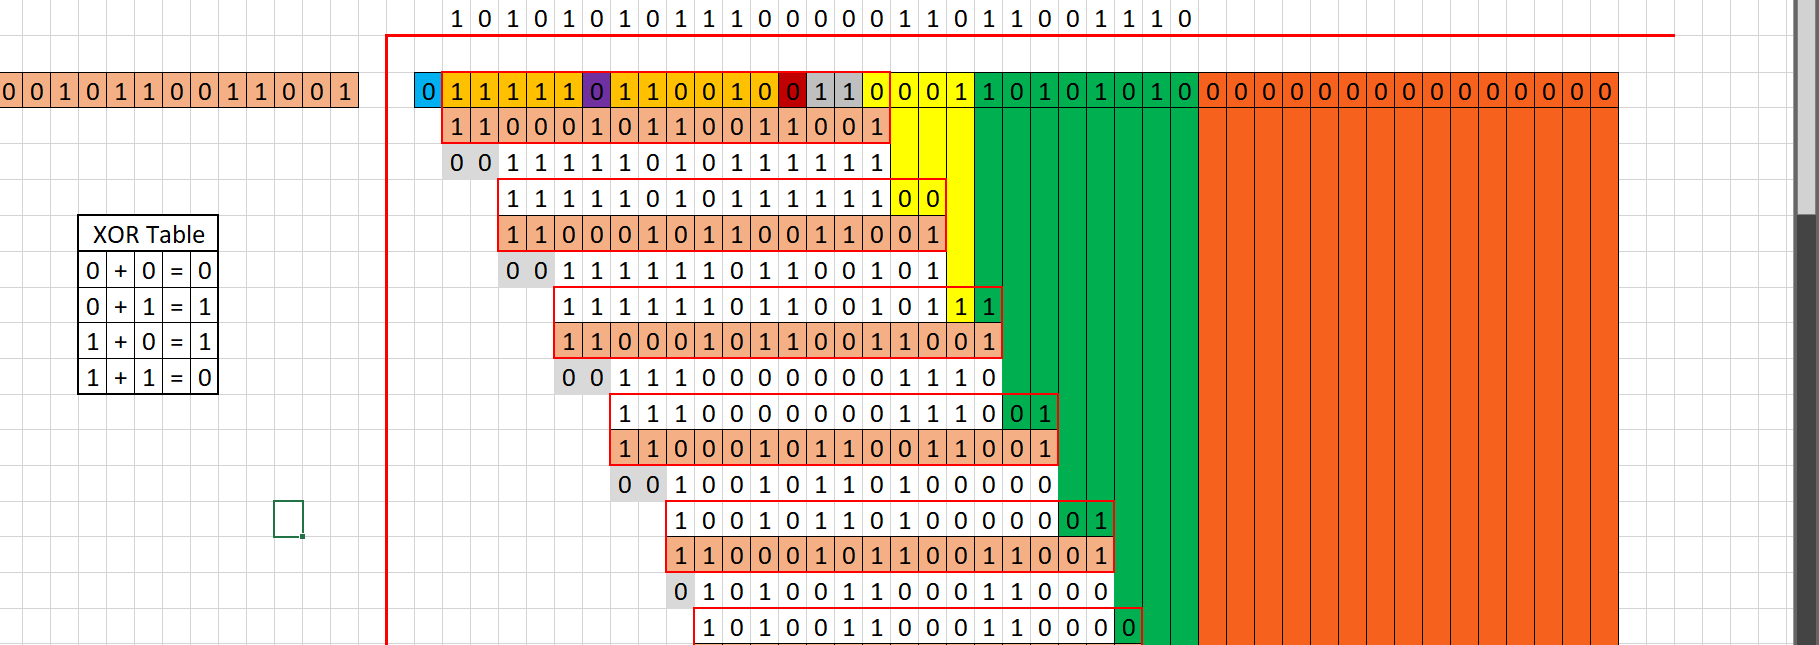 1 0 1 0 1 0 1 0 1 1 1 0 0 0 0 0 1 1 0 1 1 0 0 1 1 1 0
0 0 1 0 1 1 0 0 1 1 0 0 1
0 1 1 1 1 1 0 1 1 0 0 1 0 0 1 1 0 0 0 1 1 0 1 0 1 0 1 0 0 0 0 0 0 0 0 0 0 0 0 0 0 0 0
1 1 0 0 0 1 0 1 1 0 0 1 1 0 0 1
0 0 1 1 1 1 1 0 1 0 1 1 1 1 1 1
1 1 1 1 1 0 1 0 1 1 1 1 1 1 0 0
1 1 0 0 0 1 0 1 1 0 0 1 1 0 0 1
0 0 1 1 1 1 1 1 0 1 1 0 0 1 0 1
1 1 1 1 1 1 0 1 1 0 0 1 0 1 1 1
1 1 0 0 0 1 0 1 1 0 0 1 1 0 0 1
0 0 1 1 1 0 0 0 0 0 0 0 1 1 1 0
1 1 1 0 0 0 0 0 0 0 1 1 1 0 0 1
1 1 0 0 0 1 0 1 1 0 0 1 1 0 0 1
0 0 1 0 0 1 0 1 1 0 1 0 0 0 0 0
1 0 0 1 0 1 1 0 1 0 0 0 0 0 0 1
1 1 0 0 0 1 0 1 1 0 0 1 1 0 0 1
0 1 0 1 0 0 1 1 0 0 0 1 1 0 0 0
1 0 1 0 0 1 1 0 0 0 1 1 0 0 0 0
XOR Table
0 + 0 = 0
0 + 1 = 1
1 + 0 = 1
1 + 1 = 0